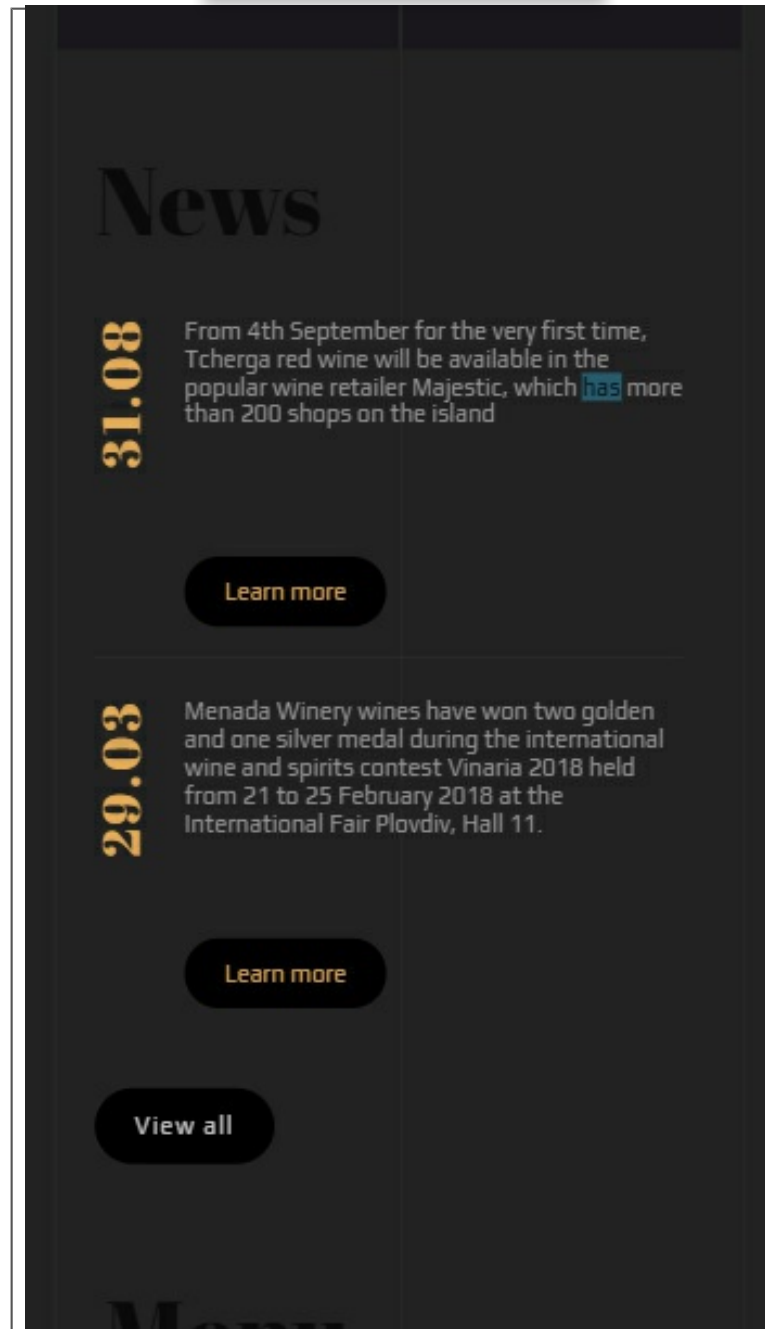 News
31.08
From 4th September for the very first time,
Tcherga red wine will be available in the
popular wine retailer Majestic, which has more
than 200 shops on the island
Learn more
29.03
Menada Winery wines have won two golden
and one silver medal during the international
wine and spirits contest Vinaria 2018 held
from 21 to 25 February 2018 at the
International Fair Plovdiv, Hall 11.
Learn more
View all